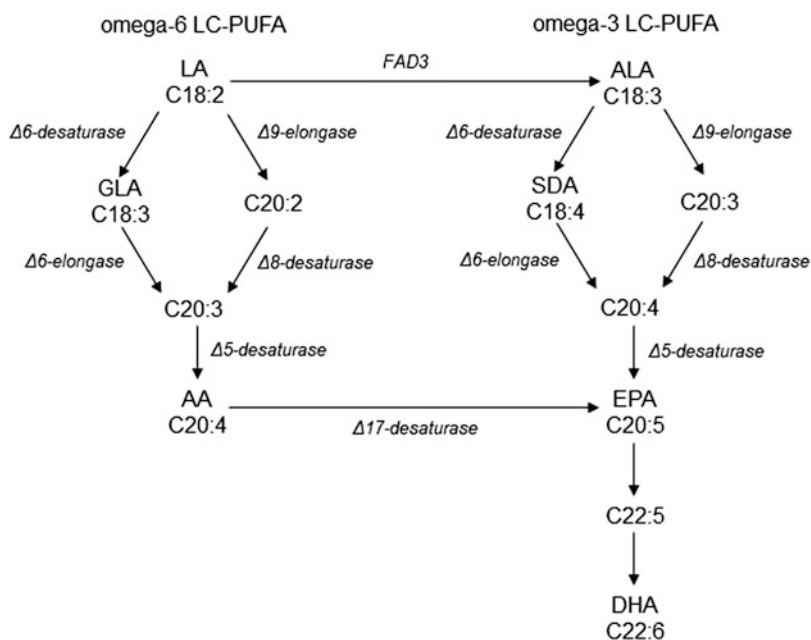 omega-6 LC-PUFA
omega-3 LC-PUFA
LA
C18:2
FAD3
ALA
C18:3
Δ6-desaturase
Δ9-elongase
Δ6-desaturase
Δ9-elongase
GLA
C18:3
C20:2
SDA
C18:4
C20:3
Δ6-elongase
Δ8-desaturase
Δ6-elongase
Δ8-desaturase
C20:3
C20:4
Δ5-desaturase
Δ5-desaturase
AA
C20:4
Δ17-desaturase
EPA
C20:5
C22:5
DHA
C22:6